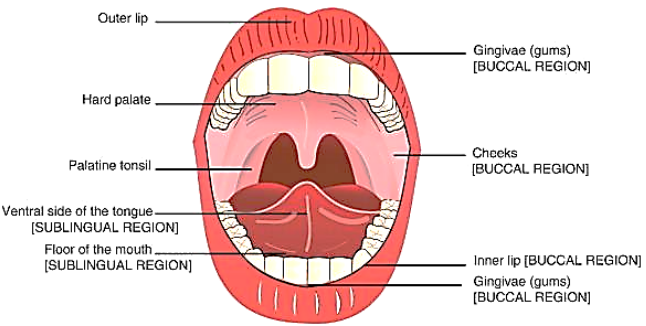 Outer lip
Gingivae (gums)
[BUCCAL REGION]
Hard palate
Cheeks
[BUCCAL REGION]
Palatine tonsil
Ventral side of the tongue
[SUBLINGUAL REGION]
Floor of the mouth
[SUBLINGUAL REGION]
Inner lip [BUCCAL REGION]
Gingivae (gums)
[BUCCAL REGION]